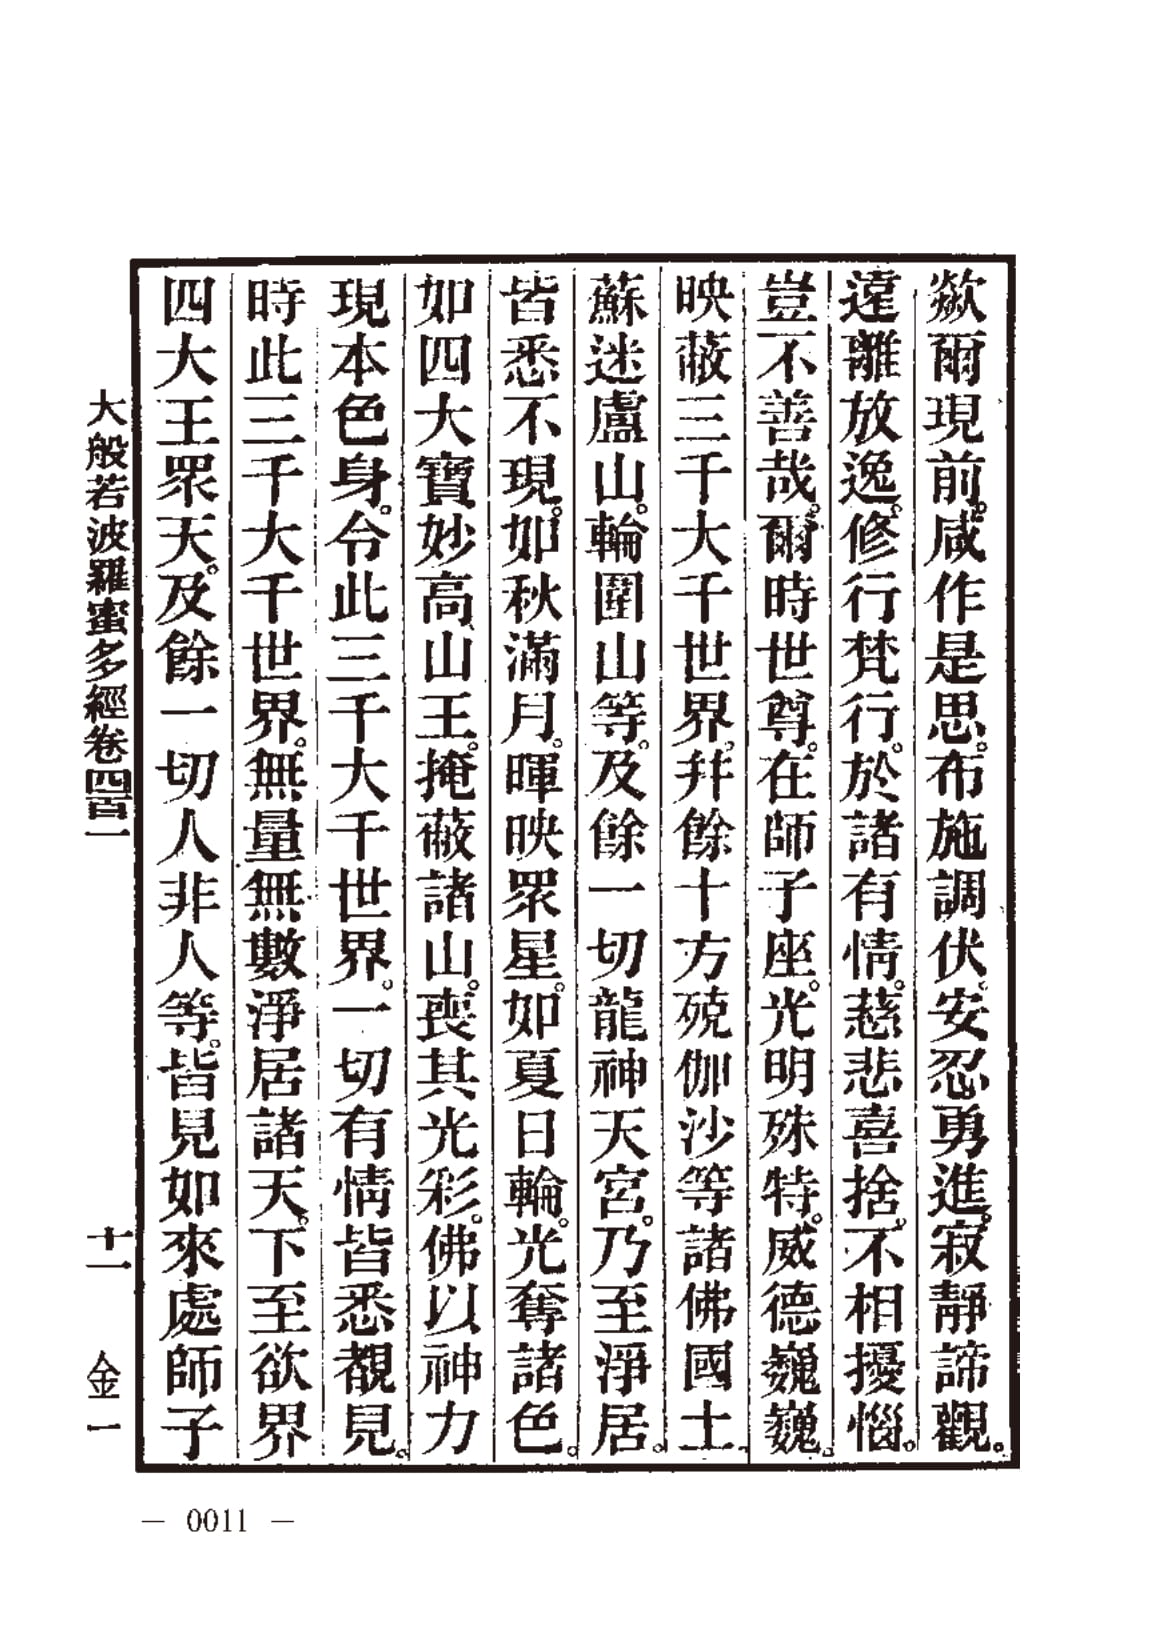 歘爾現前。咸作是思。布施調伏。安忍勇進。寂靜諦觀。
遠離放逸。修行梵行。於諸有情。慈悲喜捨。不相擾惱。
豈不善哉。爾時世尊。在師子座。光明殊特。威德巍巍。
映蔽三千大千世界。幷餘十方殑伽沙等諸佛國土。
蘇迷盧山。輪圍山等。及餘一切龍神天宮。乃至淨居。
皆悉不現。如秋滿月。暉映眾星。如夏日輪。光奪諸色。
如四大寶妙高山王。掩蔽諸山。喪其光彩。佛以神力
現本色身。令此三千大千世界。一切有情皆悉覩見。
時此三千大千世界。無量無數淨居諸天。下至欲界
四大王眾天。及餘一切人非人等。皆見如來處師子
大般若波羅蜜多經卷四百一 十一 金一
— 0011 —